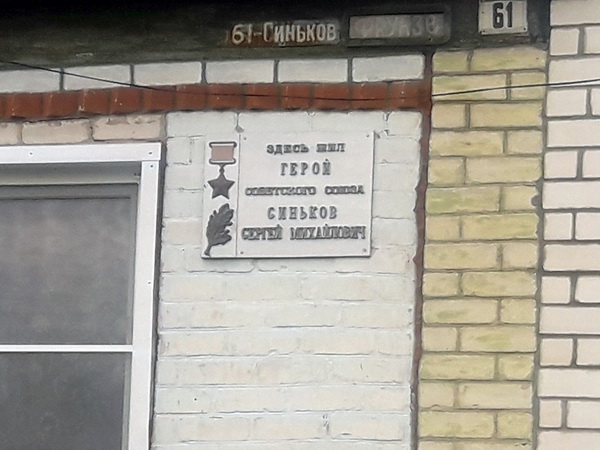 61-Синьков
61
ЗДЕСЬ ЖИЛ
ГЕРОЙ
СОВЕТСКОГО СОЮЗА
СИНЬКОВ
СЕРГЕЙ МИХАЙЛОВИЧ